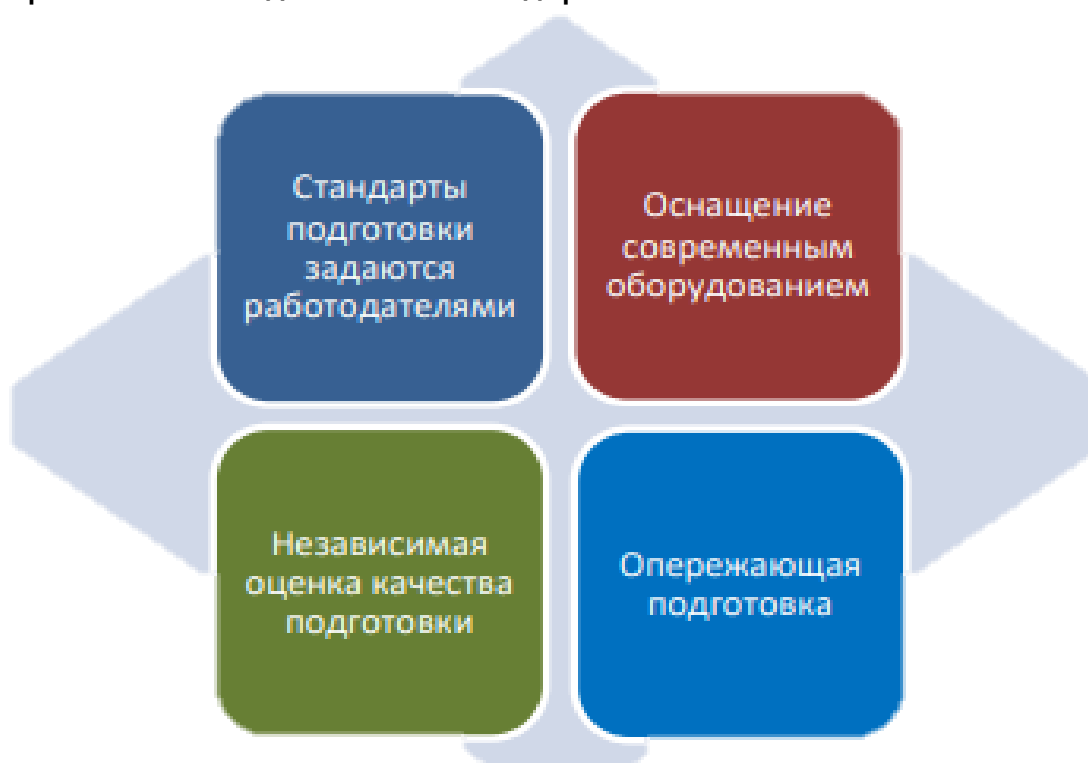 Стандарты
подготовки
задаются
работодателями
Оснащение
современным
оборудованием
Независимая
оценка качества
подготовки
Опережающая
подготовка